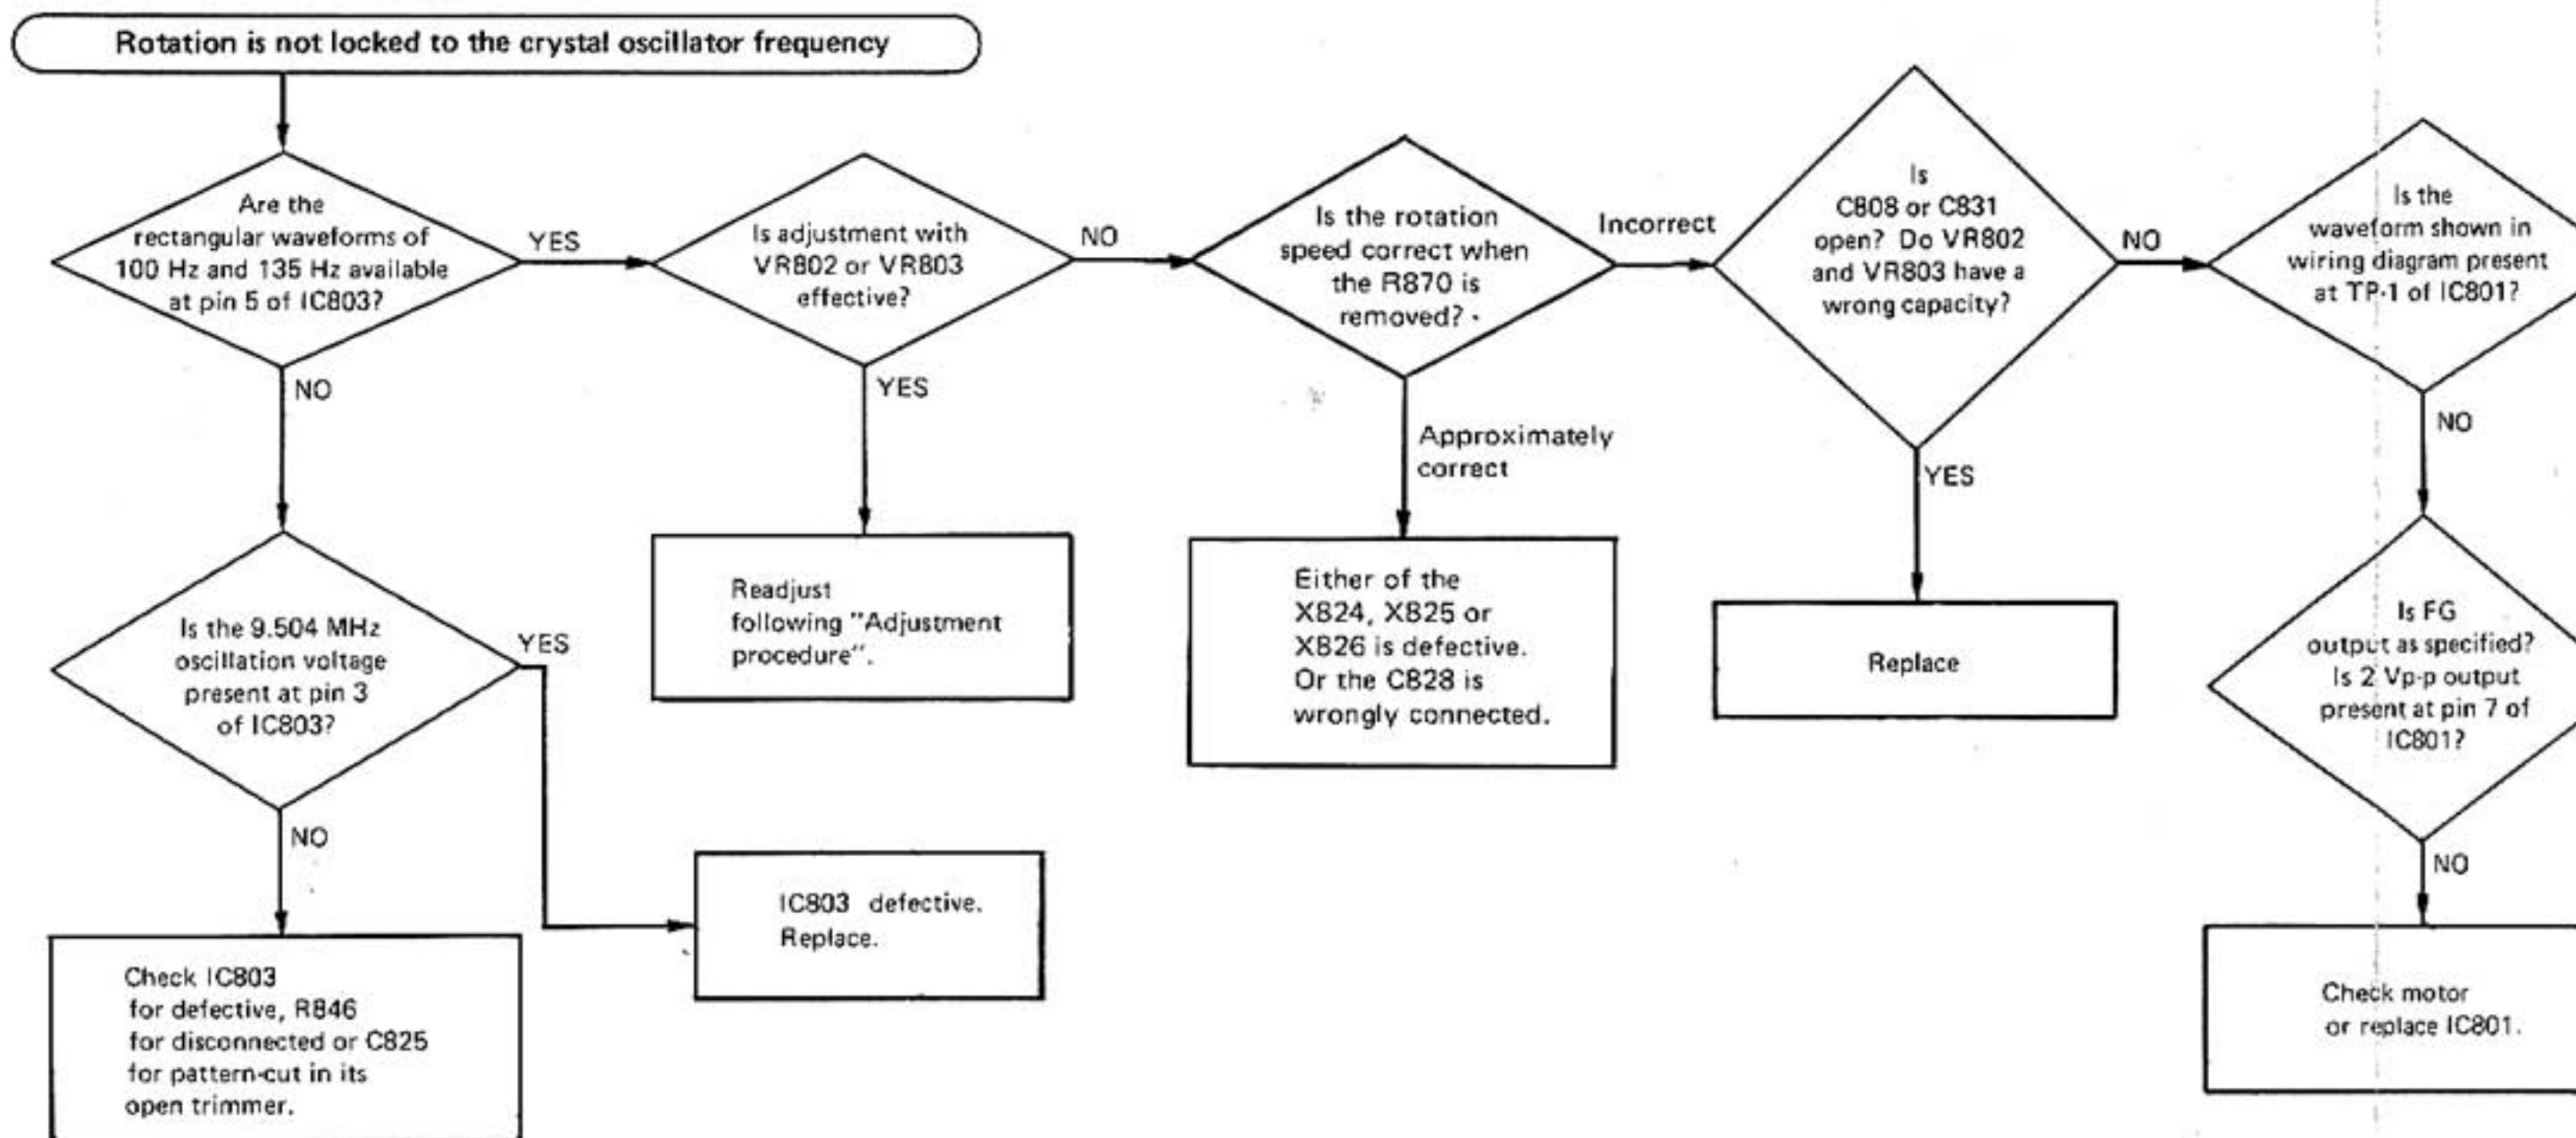 Rotation is not locked to the crystal oscillator frequency
Are the
rectangular waveforms of
100 Hz and 135 Hz available
at pin 5 of IC803?
YES
NO
Is adjustment with
VR802 or VR803
effective?
NO
YES
Is the rotation
speed correct when
the R870 is
removed?
Incorrect
Approximately
correct
Is
C808 or C831
open? Do VR802
and VR803 have a
wrong capacity?
NO
YES
Is the
waveform shown in
wiring diagram present
at TP-1 of IC801?
NO
Is the 9.504 MHz
oscillation voltage
present at pin 3
of IC803?
YES
NO
Readjust
following "Adjustment
procedure".
Either of the
X824, X825 or
X826 is defective.
Or the C828 is
wrongly connected.
Replace
Is FG
output as specified?
Is 2 Vp-p output
present at pin 7 of
IC801?
NO
IC803 defective.
Replace.
Check IC803
for defective, R846
for disconnected or C825
for pattern-cut in its
open trimmer.
Check motor
or replace IC801.